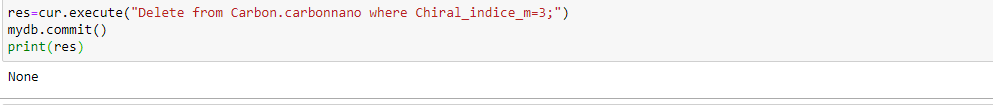 res=cur.execute("Delete from Carbon.carbonnano where Chiral_indice_m=3;")
mydb.commit()
print(res)
None